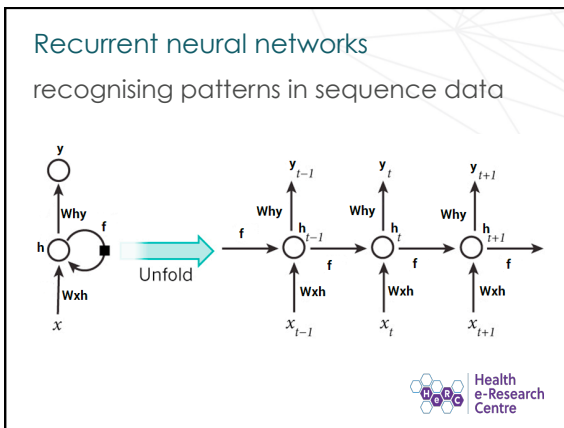 Recurrent neural networks
recognising patterns in sequence data
y
Why
f
h
Wxh
x
Unfold
y t-1
y t
y t+1
Why
Why
Why
f
h t-1
h t
h t+1
f
f
f
Wxh
Wxh
Wxh
x t-1
x t
x t+1
HeRC
Health
e-Research
Centre